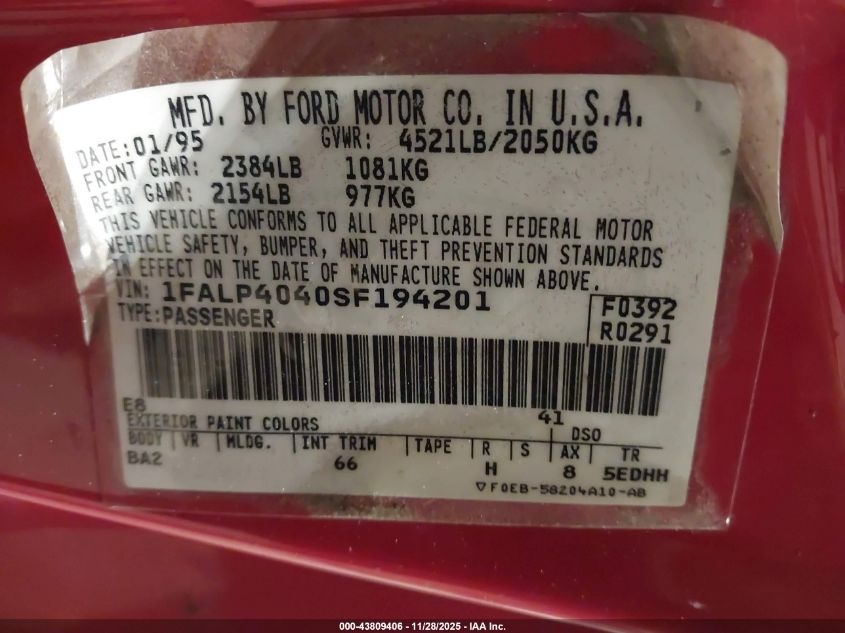 MFD. BY FORD MOTOR CO. IN U.S.A.
DATE: 01/95 GVWR: 4521LB/2050KG
FRONT GAWR: 2384LB 1081KG
REAR GAWR: 2154LB 977KG
THIS VEHICLE CONFORMS TO ALL APPLICABLE FEDERAL MOTOR
VEHICLE SAFETY, BUMPER, AND THEFT PREVENTION STANDARDS
IN EFFECT ON THE DATE OF MANUFACTURE SHOWN ABOVE.
VIN: 1FALP4040SF194201 F0392
TYPE: PASSENGER R0291
E8 41
EXTERIOR PAINT COLORS DSO
BODY VR MLDG. INT TRIM TAPE R S AX TR
BA2 66 H 8 5EDHH
▽F0EB-58204A10-AB
000-43809406 - 11/28/2025 - IAA Inc.